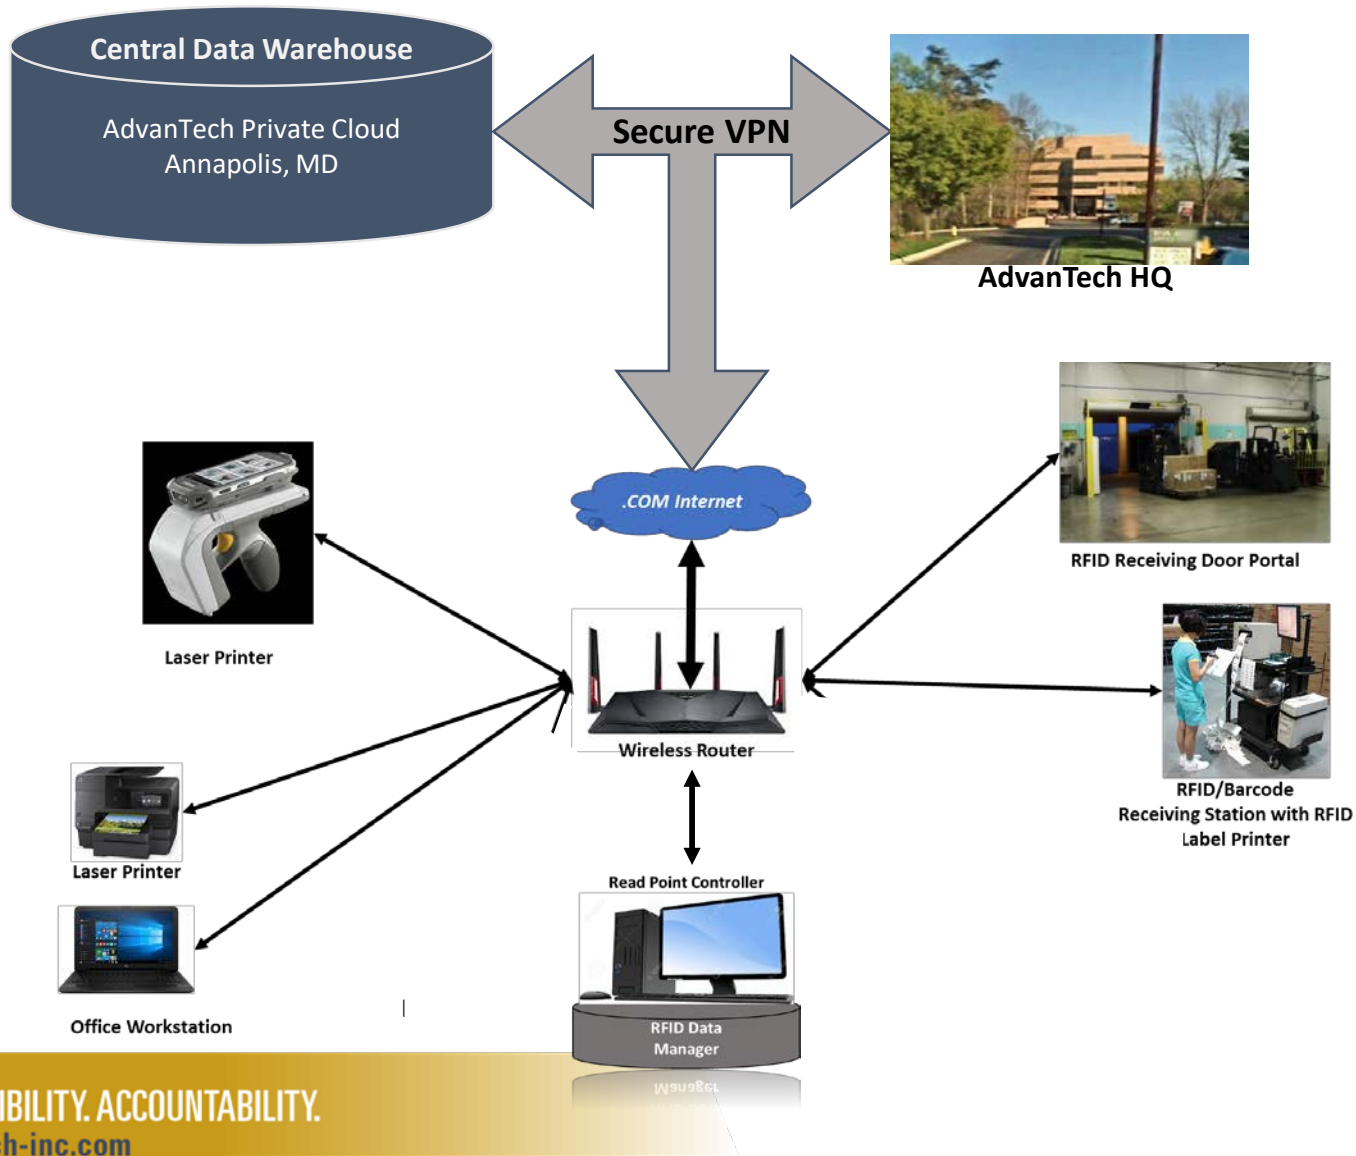 Central Data Warehouse
AdvanTech Private Cloud
Annapolis, MD
Secure VPN
AdvanTech HQ
.COM Internet
Laser Printer
RFID Receiving Door Portal
Wireless Router
RFID/Barcode
Receiving Station with RFID
Label Printer
Laser Printer
Read Point Controller
Office Workstation
RFID Data
Manager
IBILITY. ACCOUNTABILITY.
ch-inc.com